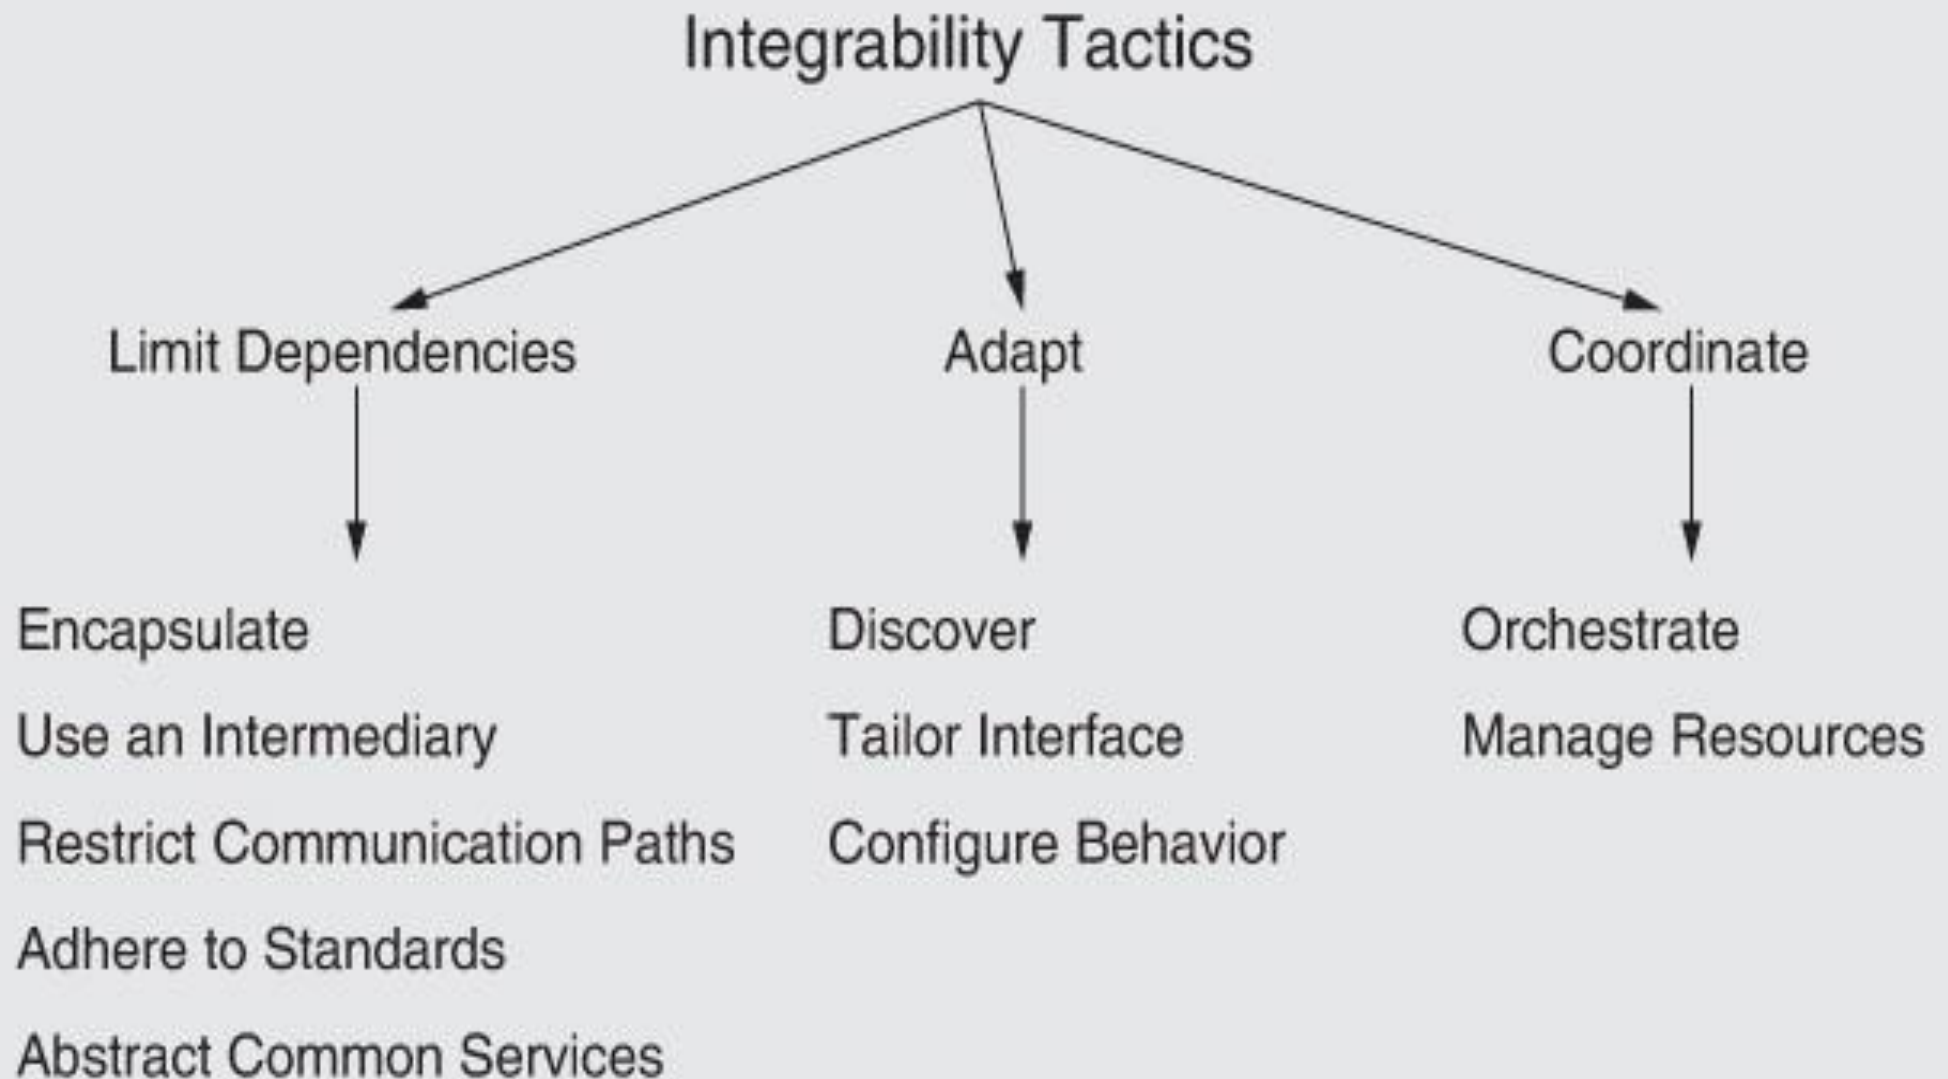 Integrability Tactics
Limit Dependencies
Adapt
Coordinate
Encapsulate
Use an Intermediary
Restrict Communication Paths
Adhere to Standards
Abstract Common Services
Discover
Tailor Interface
Configure Behavior
Orchestrate
Manage Resources